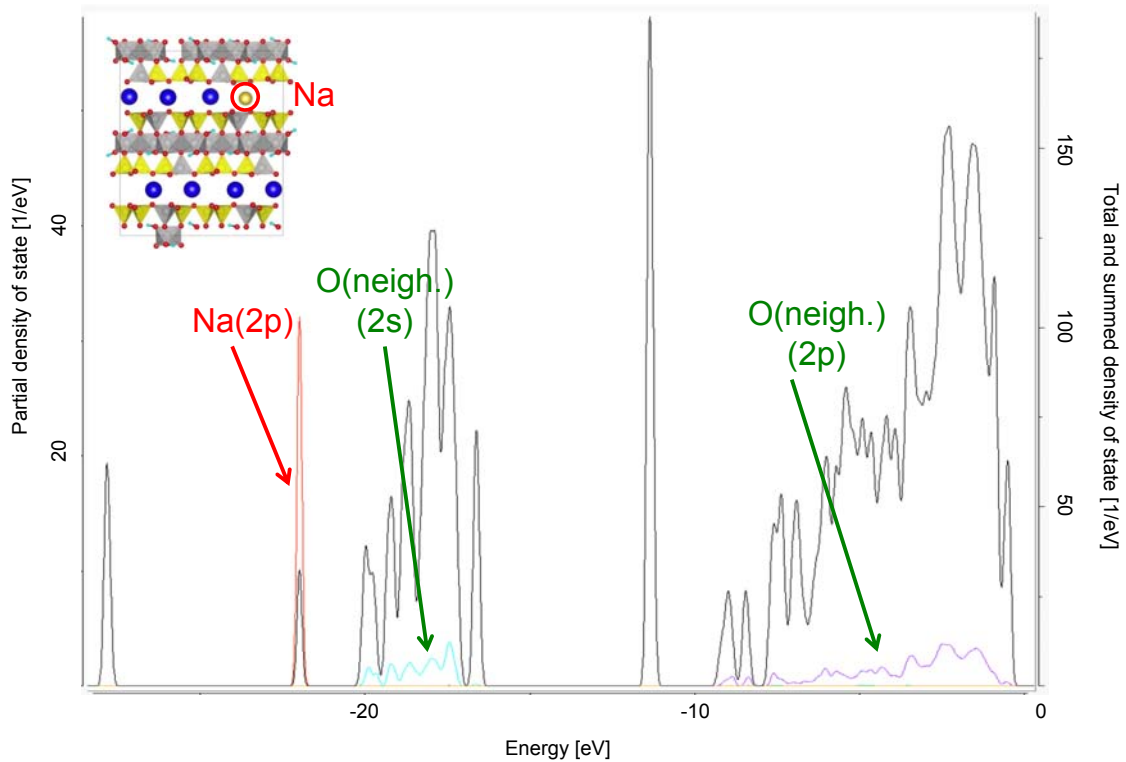 Na
O(neigh.)
(2s)
Na(2p)
O(neigh.)
(2p)
Partial density of state [1/eV]
20
40
Total and summed density of state [1/eV]
50
100
150
-20
-10
0
Energy [eV]